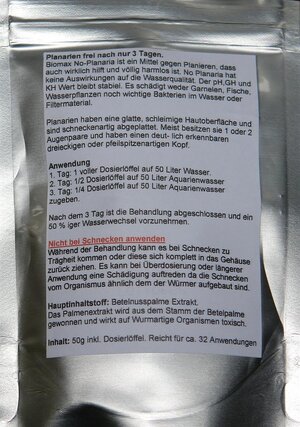 Planarien frei nach nur 3 Tagen.
Biomax No-Planaria ist ein Mittel gegen Planieren, dass
auch wirklich hilft und völlig harmlos ist. No Planaria hat
keine Auswirkungen auf die Wasserqualität. Der pH,GH und
KH Wert bleibt stabiel. Es schädigt weder Garnelen, Fische,
Wasserpflanzen noch wichtige Bakterien im Wasser oder
Filtermaterial.
Planarien haben eine glatte, schleimige Hautoberfläche und
sind schneckenartig abgeplattet. Meist besitzen sie 1 oder 2
Augenpaare und haben einen deut- lich erkennbaren
dreieckigen oder pfeilspitzenartigen Kopf.
Anwendung
1. Tag: 1 voller Dosierlöffel auf 50 Liter Wasser.
2. Tag: 1/2 Dosierlöffel auf 50 Liter Aquarienwasser
3. Tag: 1/4 Dosierlöffel auf 50 Liter Aquarienwasser
zugeben.
Nach dem 3 Tag ist die Behandlung abgeschlossen und ein
50 % iger Wasserwechsel vorzunehmen.
Nicht bei Schnecken anwenden
Während der Behandlung kann es bei Schnecken zu
Trägheit kommen oder diese sich komplett in das Gehäuse
zurück ziehen. Es kann bei Überdosierung oder längerer
Anwendung eine Schädigung auftreten da die Schnecken
vom Organismus ähnlich dem der Würmer aufgebaut sind.
Hauptinhaltstoff: Betelnusspalme Extrakt.
Das Palmenextrakt wird aus dem Stamm der Betelpalme
gewonnen und wirkt auf Wurmartige Organismen toxisch.
Inhalt: 50g inkl. Dosierlöffel. Reicht für ca. 32 Anwendungen